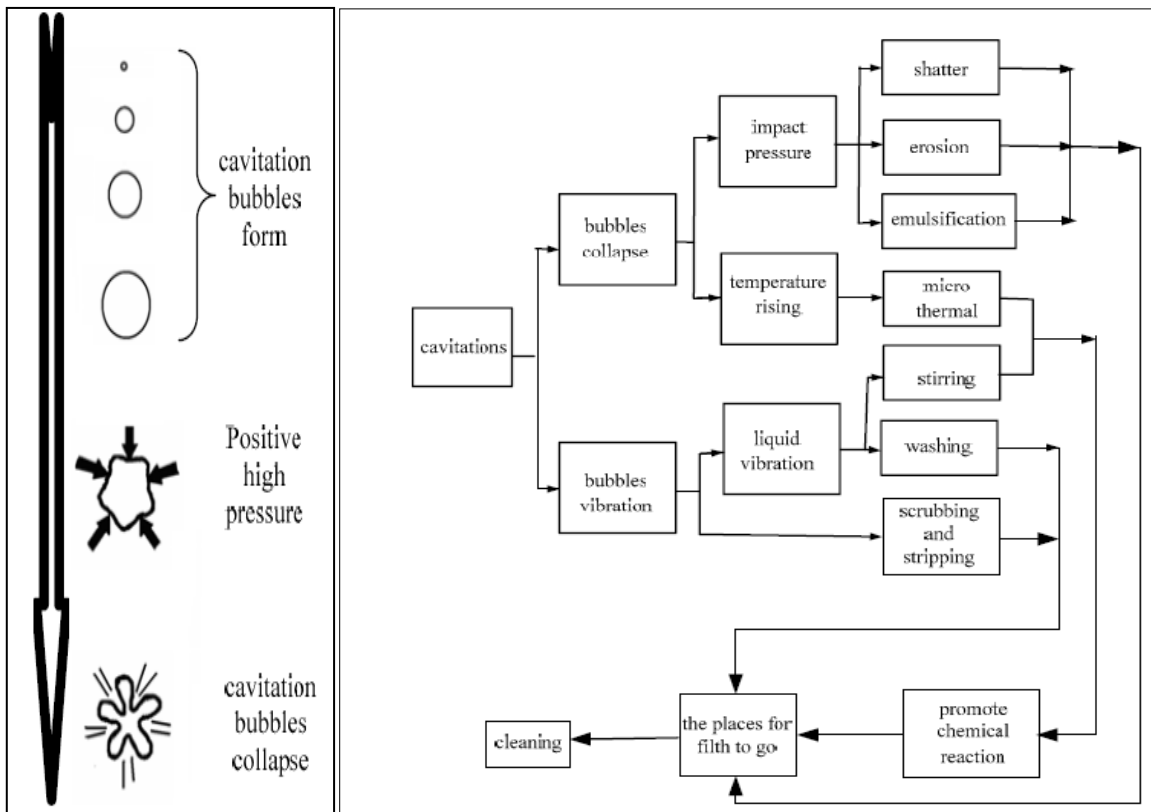 cavitation
bubbles
form
Positive
high
pressure
cavitation
bubbles
collapse
cavitations
bubbles
collapse
bubbles
vibration
impact
pressure
temperature
rising
liquid
vibration
shatter
erosion
emulsification
micro
thermal
stirring
washing
scrubbing
and
stripping
promote
chemical
reaction
the places for
filth to go
cleaning